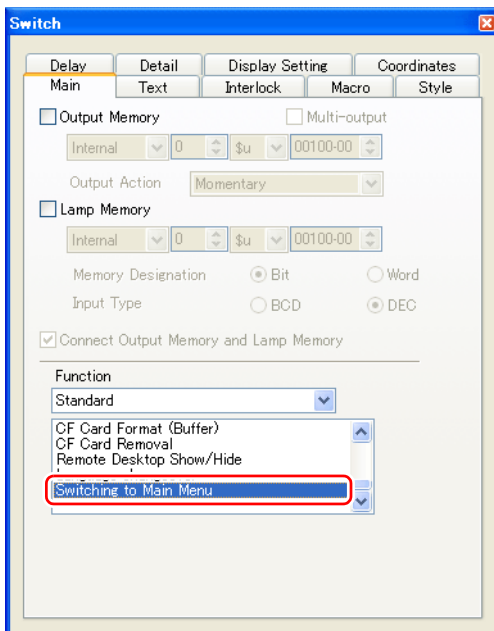 Switch
Delay Detail Display Setting Coordinates
Main Text Interlock Macro Style
Output Memory Multi-output
Internal 0 $u 00100-00
Output Action Momentary
Lamp Memory
Internal 0 $u 00100-00
Memory Designation Bit Word
Input Type BCD DEC
Connect Output Memory and Lamp Memory
Function
Standard
CF Card Format (Buffer)
CF Card Removal
Remote Desktop Show/Hide
Switching to Main Menu